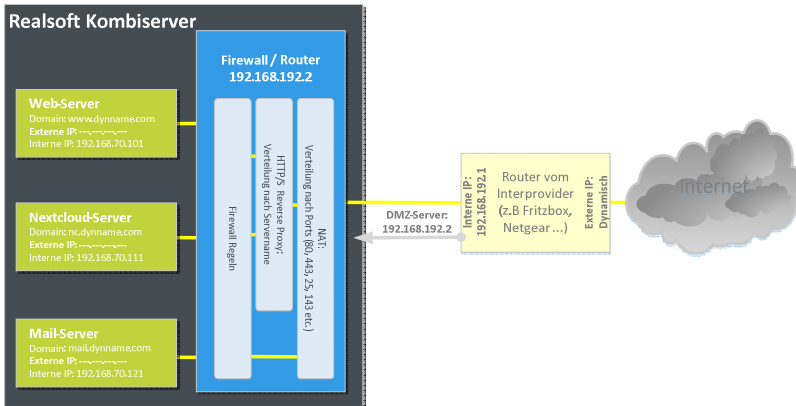 Realsoft Kombiserver
Firewall / Router
192.168.192.2
Web-Server
Domain: www.dynname.com
Externe IP: ---.---.---.---
Interne IP: 192.168.70.101
Nextcloud-Server
Domain: nc.dynname.com
Externe IP: ---.---.---.---
Interne IP: 192.168.70.111
Mail-Server
Domain: mail.dynname.com
Externe IP: ---.---.---.---
Interne IP: 192.168.70.121
Firewall Regeln
HTTP/S Reverse Proxy:
Verteilung nach Servername
NAT:
Verteilung nach Ports (80, 443, 25, 143 etc.)
DMZ-Server:
192.168.192.2
Interne IP:
192.168.192.1
Router vom
Interprovider
(z.B Fritzbox,
Netgear ...)
Externe IP:
Dynamisch
Internet